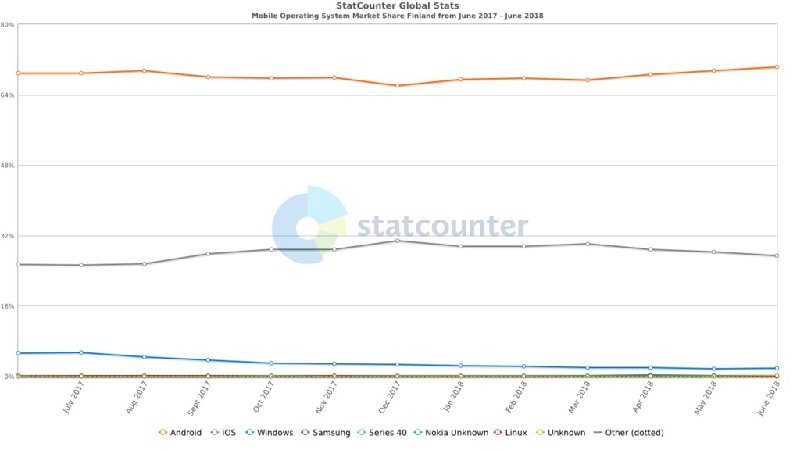 StatCounter Global Stats
Mobile Operating System Market Share Finland from June 2017 - June 2018
80%
64%
48%
32%
16%
0%
statcounter
July 2017
Aug 2017
Sept 2017
Oct 2017
Nov 2017
Dec 2017
Jan 2018
Feb 2018
Mar 2018
Apr 2018
May 2018
June 2018
Android iOS Windows Samsung Series 40 Nokia Unknown Linux Unknown Other (dotted)